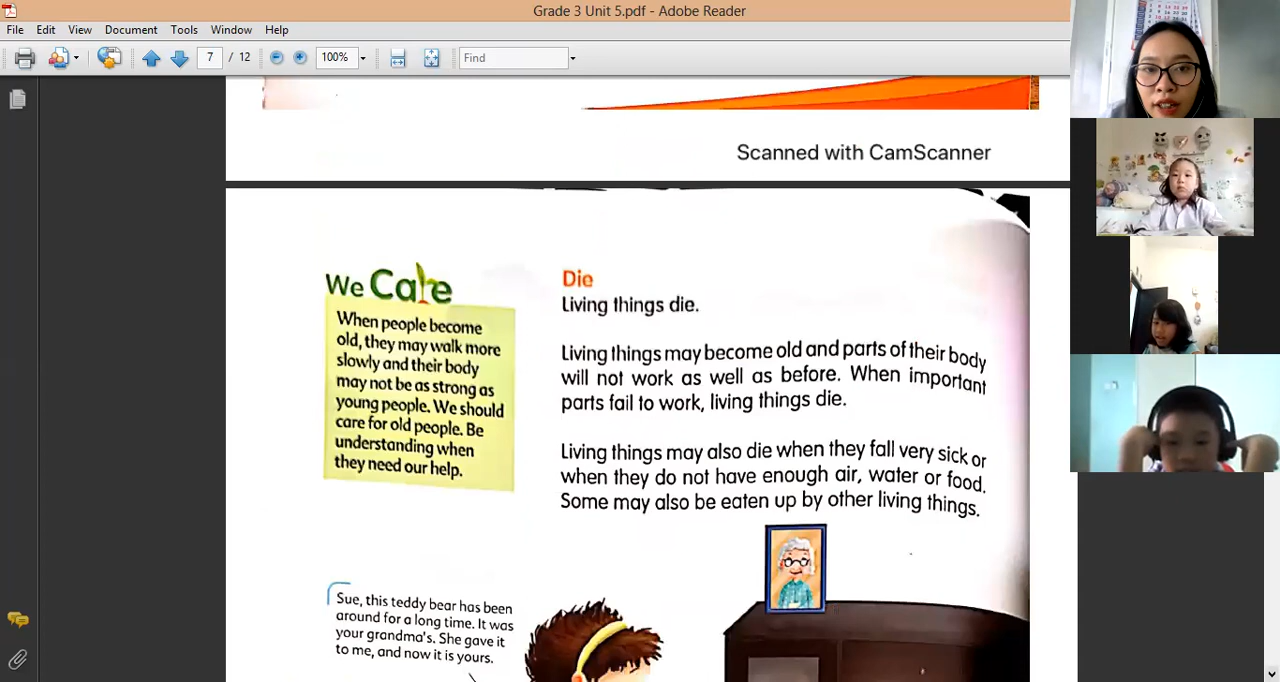 Grade 3 Unit 5.pdf - Adobe Reader
File Edit View Document Tools Window Help
7 / 12 100% Find
Scanned with CamScanner
We Care
When people become
old, they may walk more
slowly and their body
may not be as strong as
young people. We should
care for old people. Be
understanding when
they need our help.
Die
Living things die.
Living things may become old and parts of their body
will not work as well as before. When important
parts fail to work, living things die.
Living things may also die when they fall very sick or
when they do not have enough air, water or food.
Some may also be eaten up by other living things.
Sue, this teddy bear has been
around for a long time. It was
your grandma's. She gave it
to me, and now it is yours.